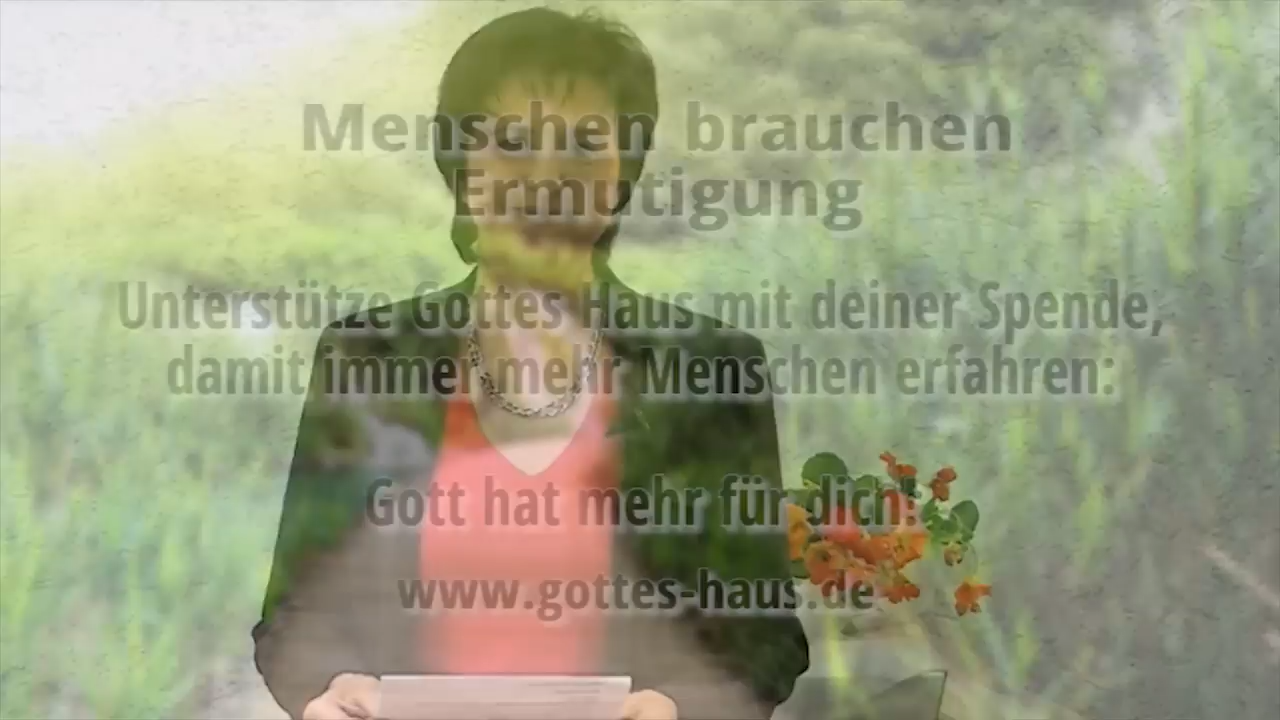 Menschen brauchen
Ermutigung
Unterstütze Gottes Haus mit deiner Spende,
damit immer mehr Menschen erfahren:
Gott hat mehr für dich!
www.gottes-haus.de